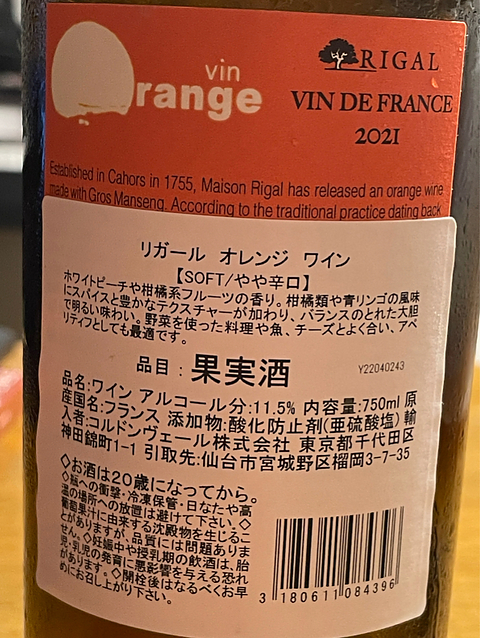 vin
Orange
RIGAL
VIN DE FRANCE
2021
Established in Cahors in 1755, Maison Rigal has released an orange wine
made with Gros Manseng. According to the traditional practice dating back
リガール オレンジ ワイン
【SOFT/やや辛口】
ホワイトピーチや柑橘系フルーツの香り。柑橘類や青リンゴの風味
にスパイスと豊かなテクスチャーが加わり、バランスのとれた大胆
で明るい味わい。野菜を使った料理や魚、チーズとよく合い、アペ
リティフとしても最適です。
品目:果実酒
Y22040243
品名:ワイン アルコール分:11.5% 内容量:750ml 原
産国名:フランス 添加物:酸化防止剤(亜硫酸塩) 輸
入者:コルドンヴェール株式会社 東京都千代田区
神田錦町1-1 引取先:仙台市宮城野区榴岡3-7-35
◇お酒は20歳になってから。
◇瓶への衝撃・冷凍保管・日なたや高
温の場所への放置は避けて下さい。◇
葡萄果汁に由来する沈殿物を生じるこ
とがありますが、品質には問題ありま
せん。◇妊娠中や授乳期の飲酒は、胎
児・乳児の発育に悪影響を与える恐れ
があります。◇開栓後はなるべくお早
めにお召し上がり下さい。
3 180611 084396